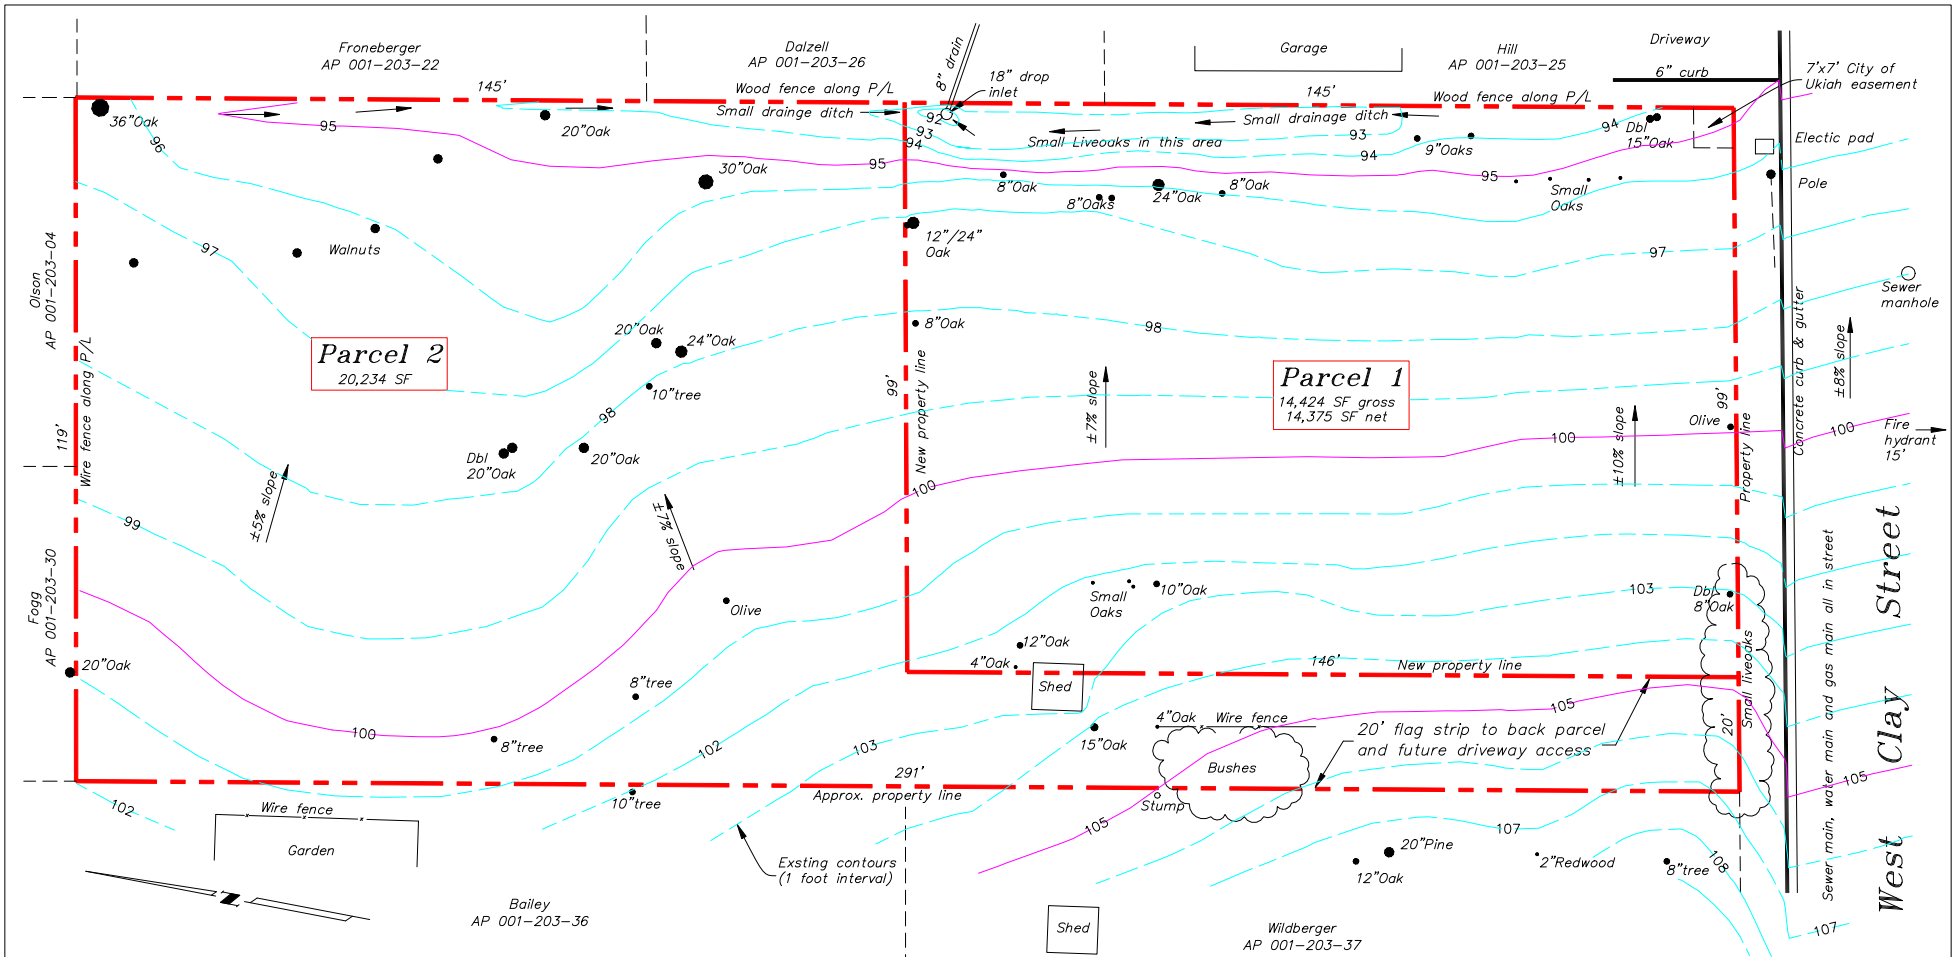 Froneberger
AP 001-203-22
Dalzell
AP 001-203-26
8" drain
18" drop
inlet
Garage
Hill
AP 001-203-25
Driveway
6" curb
7'x7' City of
Ukiah easement
145'
Wood fence along P/L
145'
Wood fence along P/L
36"Oak
95
20"Oak
Small drainge ditch
92
93
94
Small drainage ditch
93
94
Small Liveoaks in this area
94
9"Oaks
Dbl
15"Oak
Electic pad
Pole
96
30"Oak
95
8"Oak
8"Oaks
24"Oak
8"Oak
95
Small
Oaks
Olson
AP 001-203-04
97
Walnuts
12"/24"
Oak
97
Sewer
manhole
20"Oak
24"Oak
8"Oak
98
Parcel 2
20,234 SF
10"tree
98
Wire fence along P/L
119'
99'
New property line
±7% slope
Parcel 1
14,424 SF gross
14,375 SF net
±10% slope
Olive
99'
Property line
Concrete curb & gutter
±8% slope
100
Fire
hydrant
15'
100
Dbl
20"Oak
20"Oak
±5% slope
±7% slope
100
99
Fogg
AP 001-203-30
Olive
Small
Oaks
10"Oak
103
Dbl
8"Oak
12"Oak
4"Oak
20"Oak
Shed
146'
New property line
Small liveoaks
8"tree
8"tree
100
102
103
15"Oak
4"Oak
Wire fence
105
20' flag strip to back parcel
and future driveway access
20'
Bushes
Stump
291'
Approx. property line
10"tree
102
Wire fence
Garden
105
107
105
Exsting contours
(1 foot interval)
20"Pine
12"Oak
2"Redwood
8"tree
108
107
N
Bailey
AP 001-203-36
Shed
Wildberger
AP 001-203-37
Sewer main, water main and gas main all in street
West Clay Street